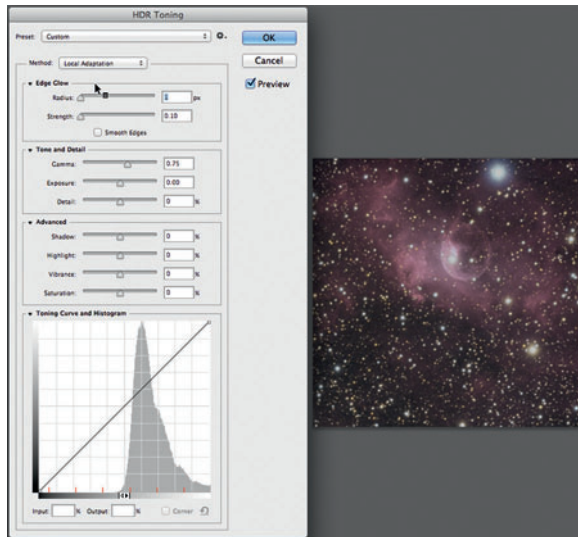 HDR Toning
Preset: Custom
OK
Method: Local Adaptation
Cancel
Preview
Edge Glow
Radius: 1 px
Strength: 0.10
Smooth Edges
Tone and Detail
Gamma: 0.75
Exposure: 0.00
Detail: 0 %
Advanced
Shadow: 0 %
Highlight: 0 %
Vibrance: 0 %
Saturation: 0 %
Toning Curve and Histogram
Input: % Output: % Corner